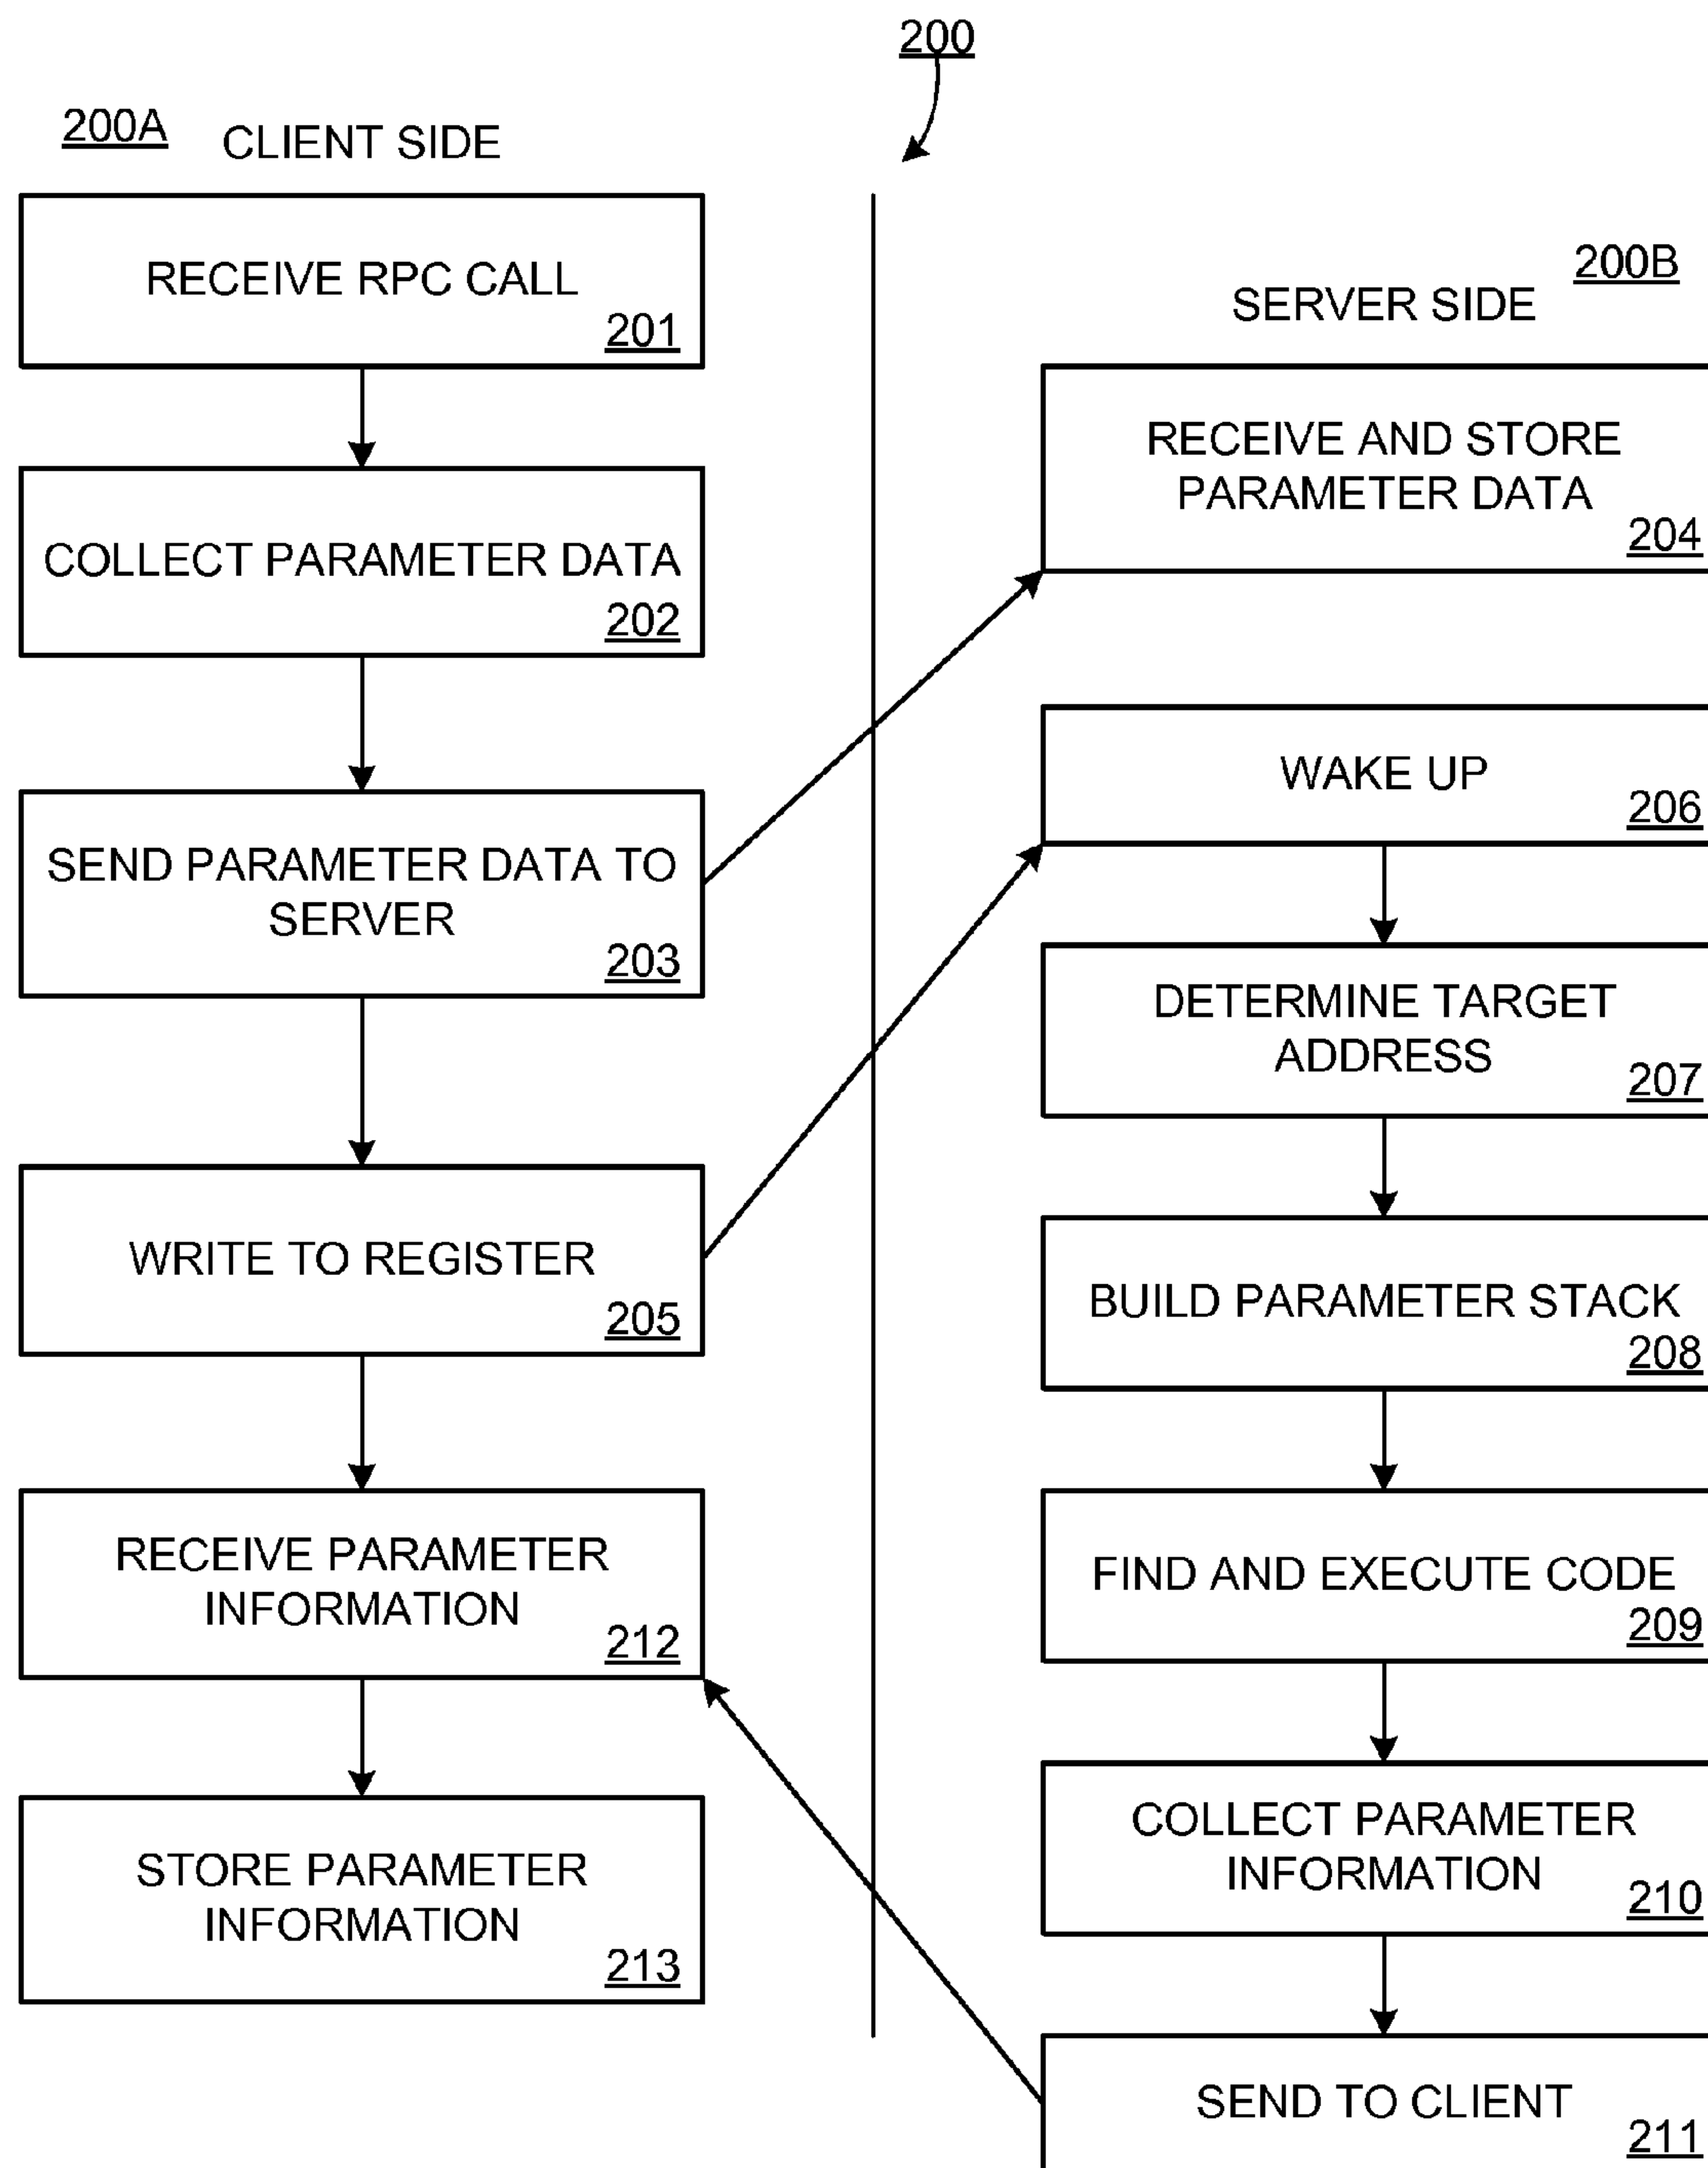 200
200A
CLIENT SIDE
RECEIVE RPC CALL
201
COLLECT PARAMETER DATA
202
SEND PARAMETER DATA TO
SERVER
203
WRITE TO REGISTER
205
RECEIVE PARAMETER
INFORMATION
212
STORE PARAMETER
INFORMATION
213
200B
SERVER SIDE
RECEIVE AND STORE
PARAMETER DATA
204
WAKE UP
206
DETERMINE TARGET
ADDRESS
207
BUILD PARAMETER STACK
208
FIND AND EXECUTE CODE
209
COLLECT PARAMETER
INFORMATION
210
SEND TO CLIENT
211